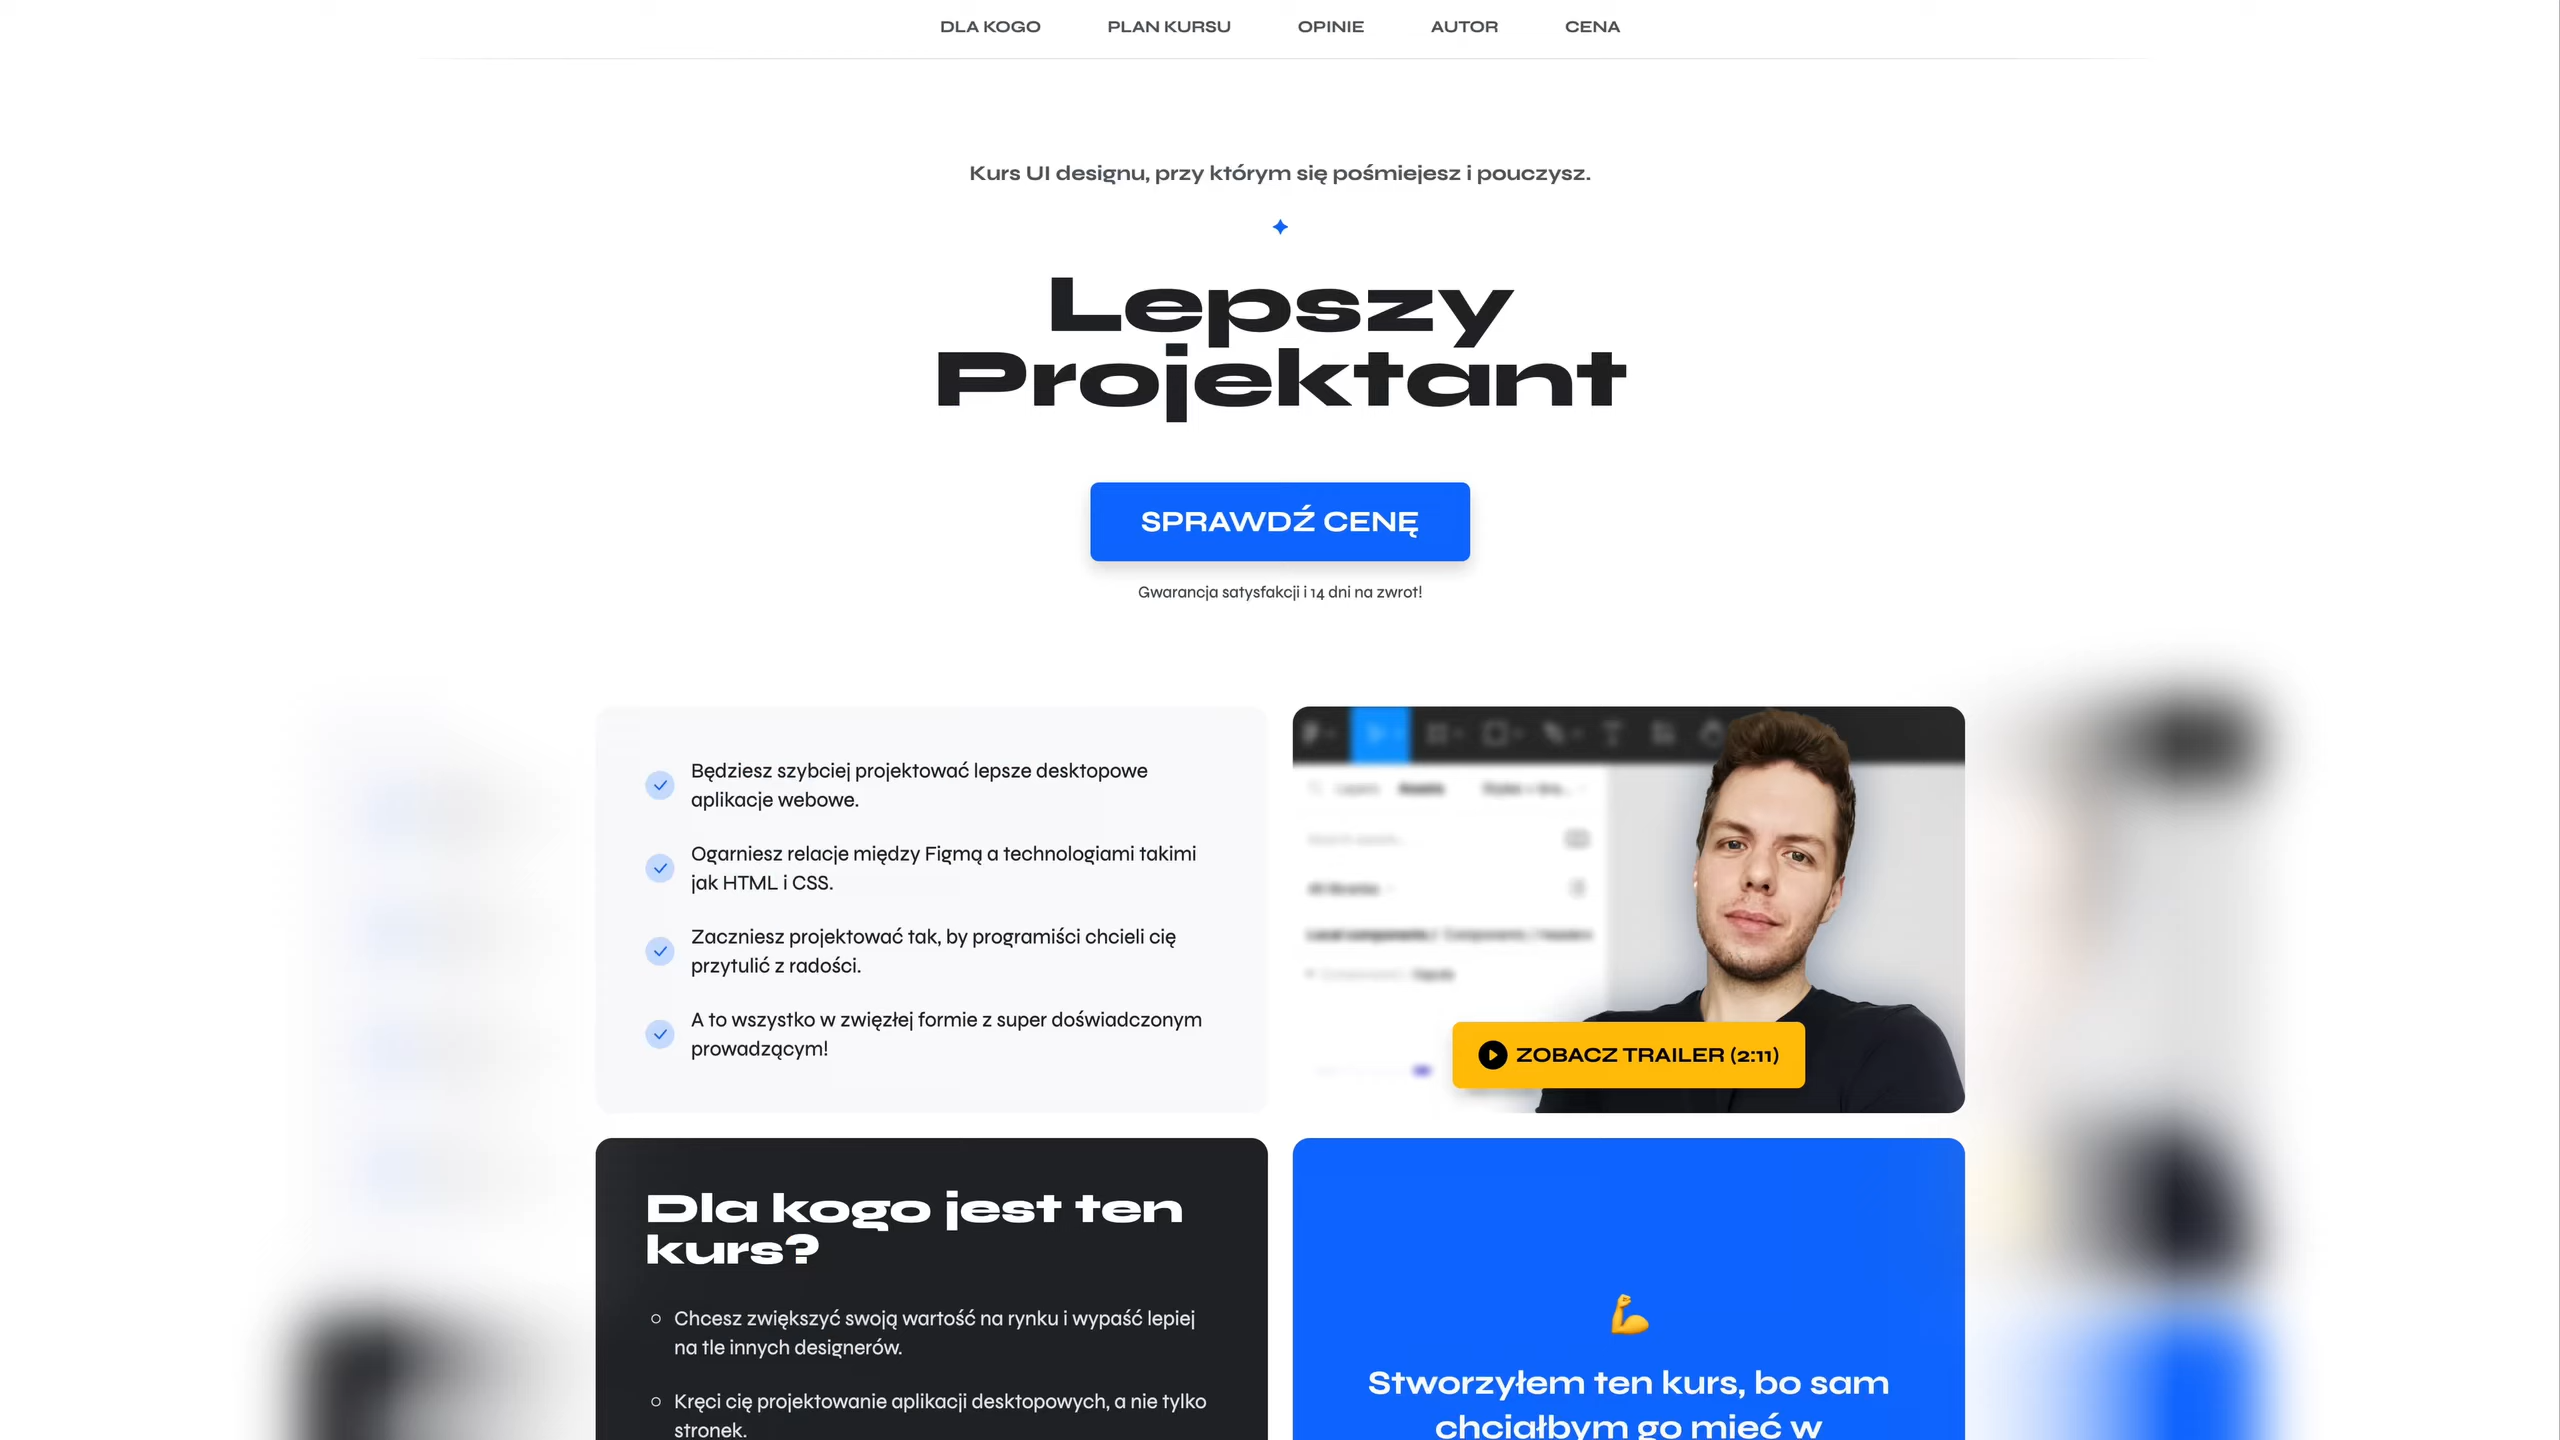 DLA KOGO
PLAN KURSU
OPINIE
AUTOR
CENA
Kurs UI designu, przy którym się pośmiejesz i pouczysz.
Lepszy
Projektant
SPRAWDŹ CENĘ
Gwarancja satysfakcji i 14 dni na zwrot!
Będziesz szybciej projektować lepsze desktopowe
aplikacje webowe.
Ogarniesz relacje między Figmą a technologiami takimi
jak HTML i CSS.
Zaczniesz projektować tak, by programiści chcieli cię
przytulić z radości.
A to wszystko w zwięzłej formie z super doświadczonym
prowadzącym!
Layers
Assets
Local components /
ZOBACZ TRAILER (2:11)
Dla kogo jest ten
kurs?
Chcesz zwiększyć swoją wartość na rynku i wypaść lepiej
na tle innych designerów.
Kręci cię projektowanie aplikacji desktopowych, a nie tylko
stronek.
Stworzyłem ten kurs, bo sam
chciałbym go mieć w